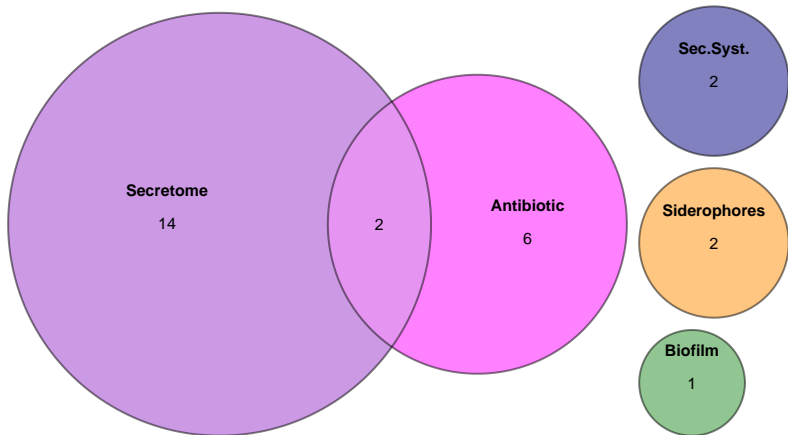 Secretome
14
2
Antibiotic
6
Sec.Syst.
2
Siderophores
2
Biofilm
1